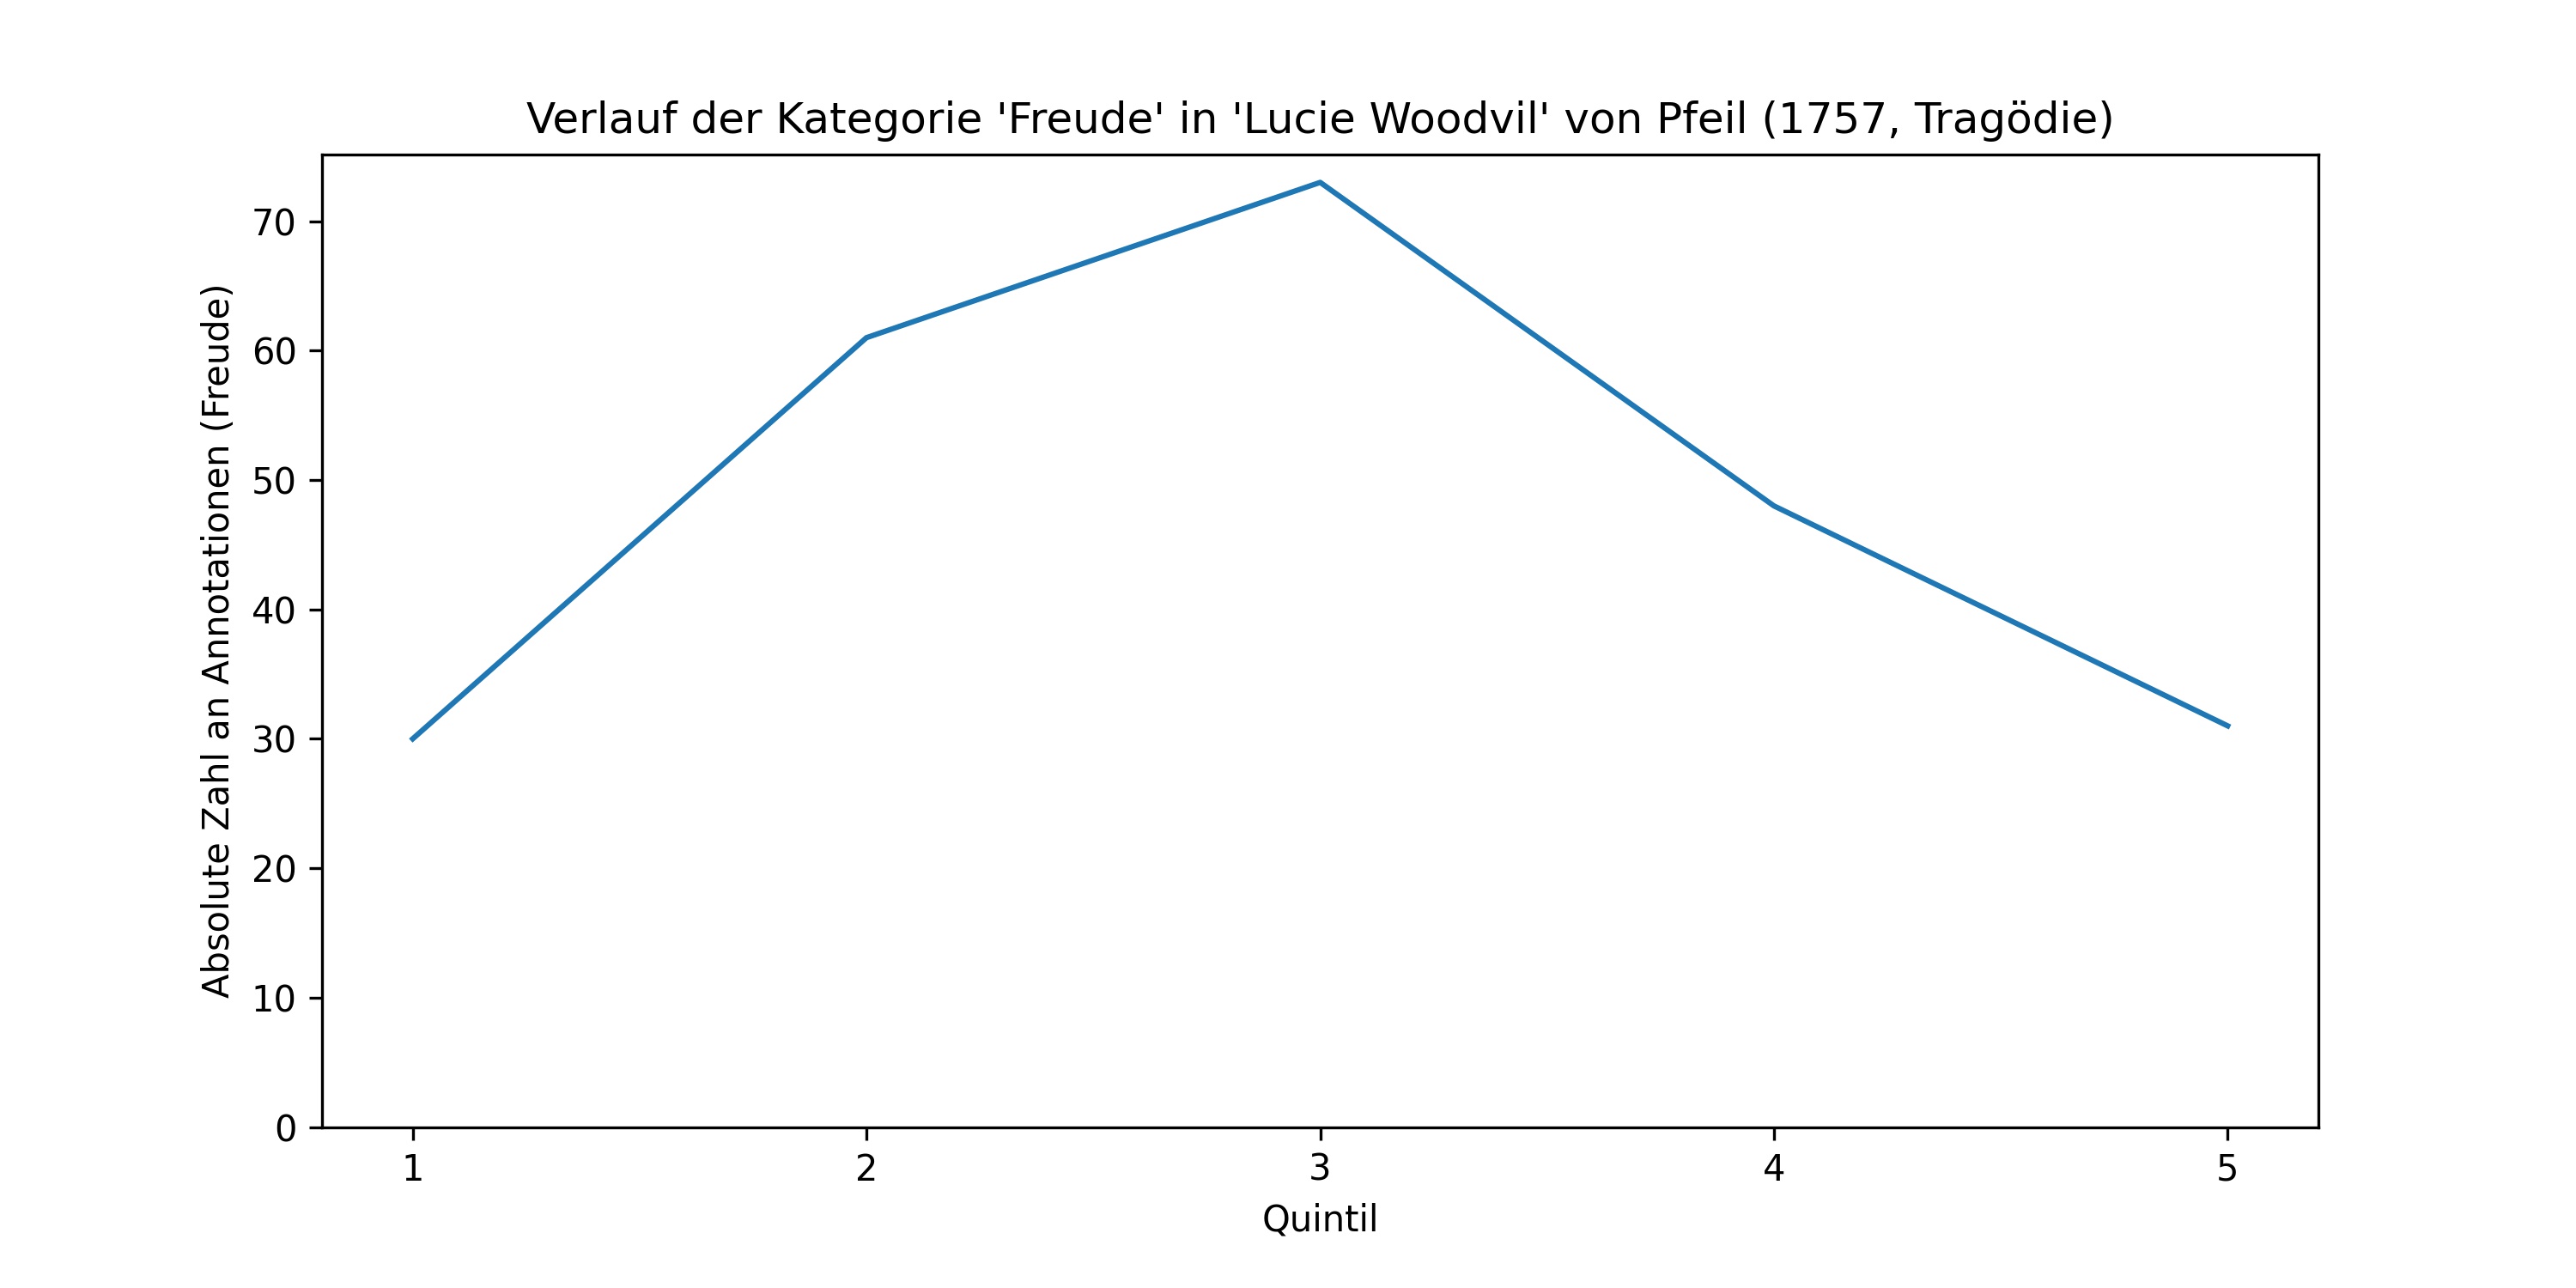 Verlauf der Kategorie 'Freude' in 'Lucie Woodvil' von Pfeil (1757, Tragödie)
Absolute Zahl an Annotationen (Freude)
70
60
50
40
30
20
10
0
1 2 3 4 5
Quintil